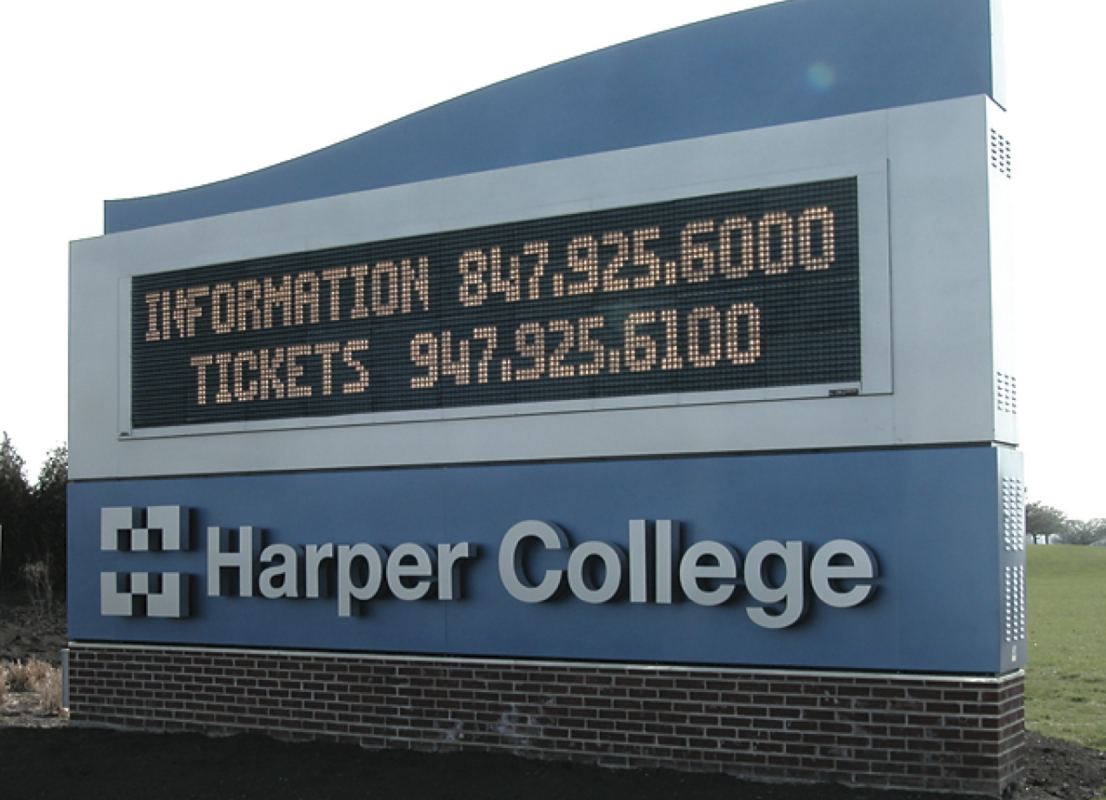 INFORMATION 847.925.6000
TICKETS 947.925.6100
Harper College